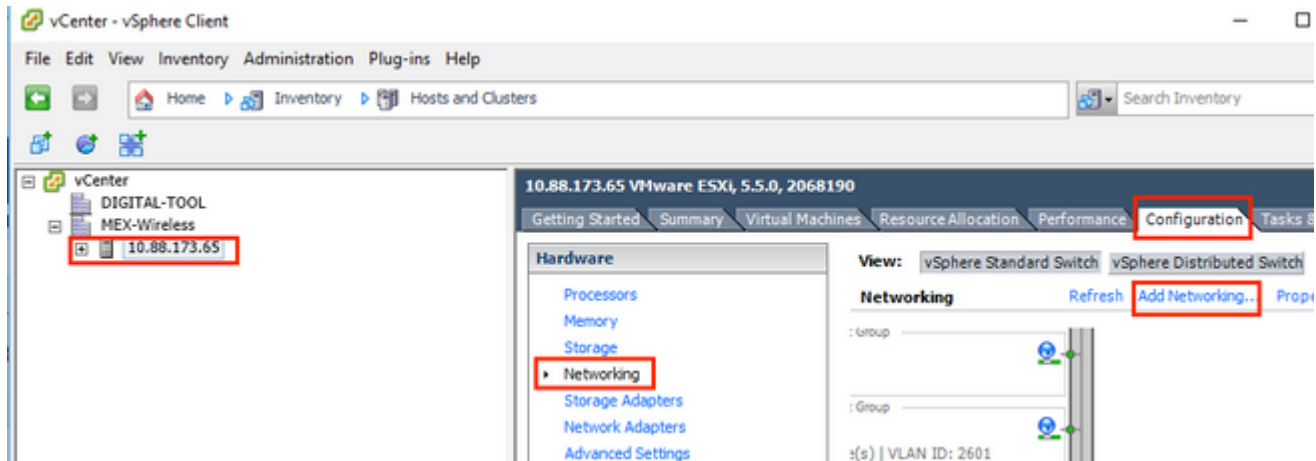 vCenter - vSphere Client
File Edit View Inventory Administration Plug-ins Help
Home Inventory Hosts and Clusters
Search Inventory
vCenter
DIGITAL-TOOL
MEX-Wireless
10.88.173.65
10.88.173.65 VMware ESXi, 5.5.0, 2068190
Getting Started Summary Virtual Machines Resource Allocation Performance Configuration Tasks
Hardware
Processors
Memory
Storage
Networking
Storage Adapters
Network Adapters
Advanced Settings
View: vSphere Standard Switch vSphere Distributed Switch
Networking Refresh Add Networking... Prope
: Group
: Group
e(s) | VLAN ID: 2601